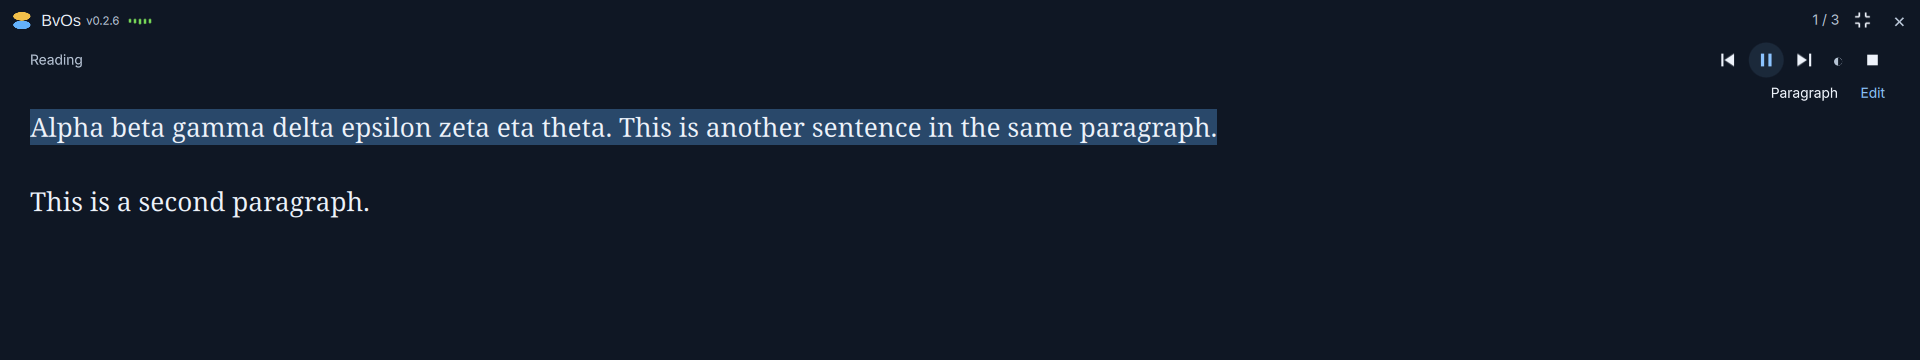 BvOs v0.2.6
1 / 3
Reading
Paragraph Edit
Alpha beta gamma delta epsilon zeta eta theta. This is another sentence in the same paragraph.
This is a second paragraph.